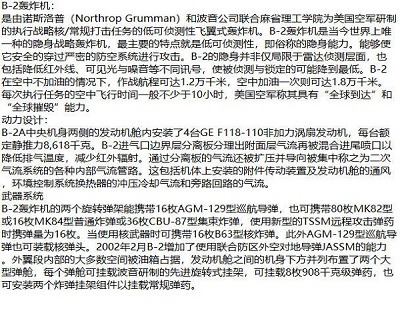 B-2轰炸机：
是由诺斯洛普（Northrop Grumman）和波音公司联合麻省理工学院为美国空军研制
的执行战略核/常规打击任务的低可侦测性飞翼式轰炸机。B-2轰炸机是当今世界上唯
一一种的隐身战略轰炸机，最主要的特点就是低可侦测性，即俗称的隐身能力。能够使
它安全的穿过严密的防空系统进行攻击。B-2的隐身并非仅局限于雷达侦测层面，也
包括降低红外线、可见光与噪音等不同讯号，使被侦测与锁定的可能降到最低。B-2
在空中不加油的情况下，作战航程可达1.2万千米，空中加油一次则可达1.8万千米。
每次执行任务的空中飞行时间一般不少于10小时，美国空军称其具有“全球到达”和
“全球摧毁”能力。
动力设计：
B-2A中央机身两侧的发动机舱内安装了4台GE F118-110非加力涡扇发动机，每台额
定静推力8,618千克。B-2进气口边界层分离板分理出附面层气流再被混合进尾喷口以
降低排气温度，减少红外辐射。通过分离板的气流还被扩压并导向被集中称之为二次
气流系统的各种内部气流管路。这包括机体上安装的附件传动装置及发动机舱的通风
，环境控制系统换热器的冲压冷却气流和旁路回路的气流。
武器系统
B-2轰炸机的两个旋转弹架能携带16枚AGM-129型巡航导弹，也可携带80枚MK82型
或16枚MK84型普通炸弹或36枚CBU-87型集束炸弹，使用新型的TSSM远程攻击弹药
时携弹量为16枚。当使用核武器时可携带16枚B63型核炸弹。此外AGM-129型巡航导
弹也可装载核弹头。2002年2月B-2增加了使用联合防区外空对地导弹JASSM的能力
。外翼段内部的大多数空间被油箱占据，发动机舱之间的机身下方并列布置了两个大
型弹舱，每个弹舱可挂载波音研制的先进旋转式挂架，可挂载8枚908千克级弹药，也
可安装两个炸弹挂架组件以挂载常规弹药。